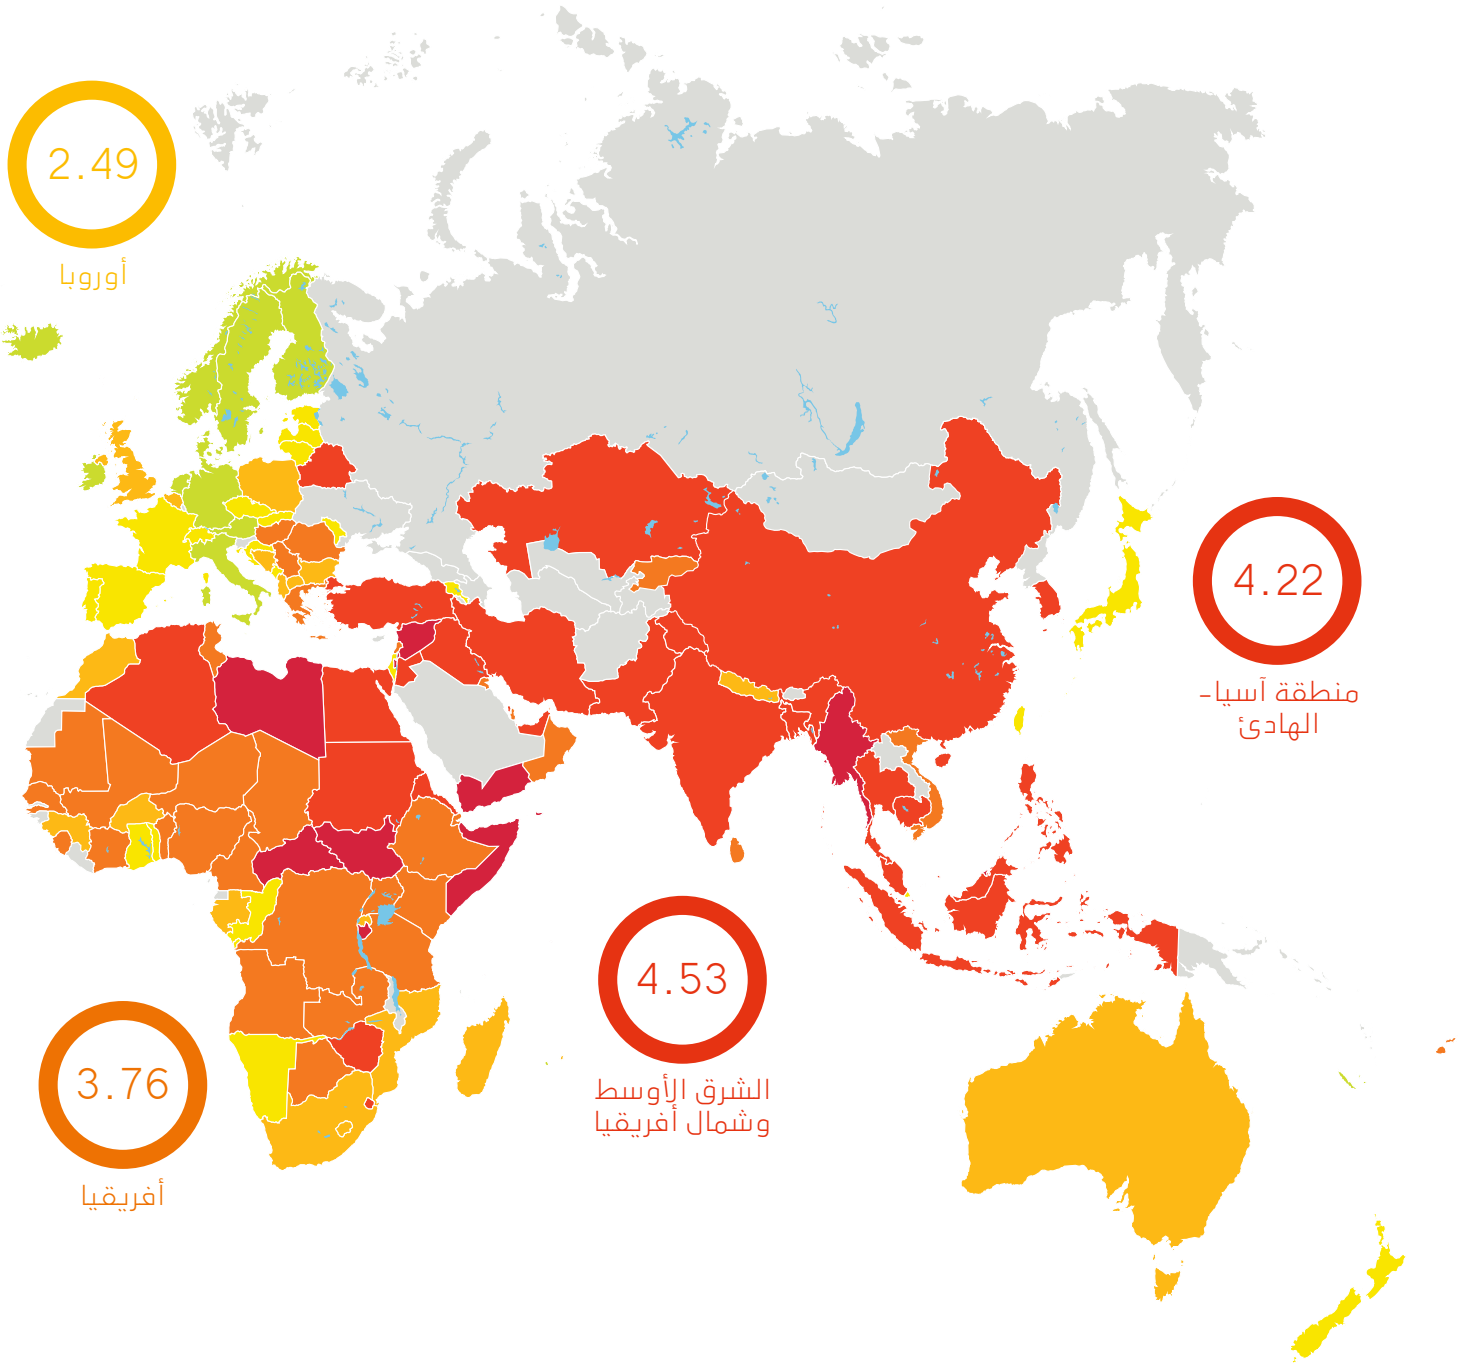 2.49
أوروبا
4.22
منطقة آسيا-
الهادئ
4.53
الشرق الأوسط
وشمال أفريقيا
3.76
أفريقيا